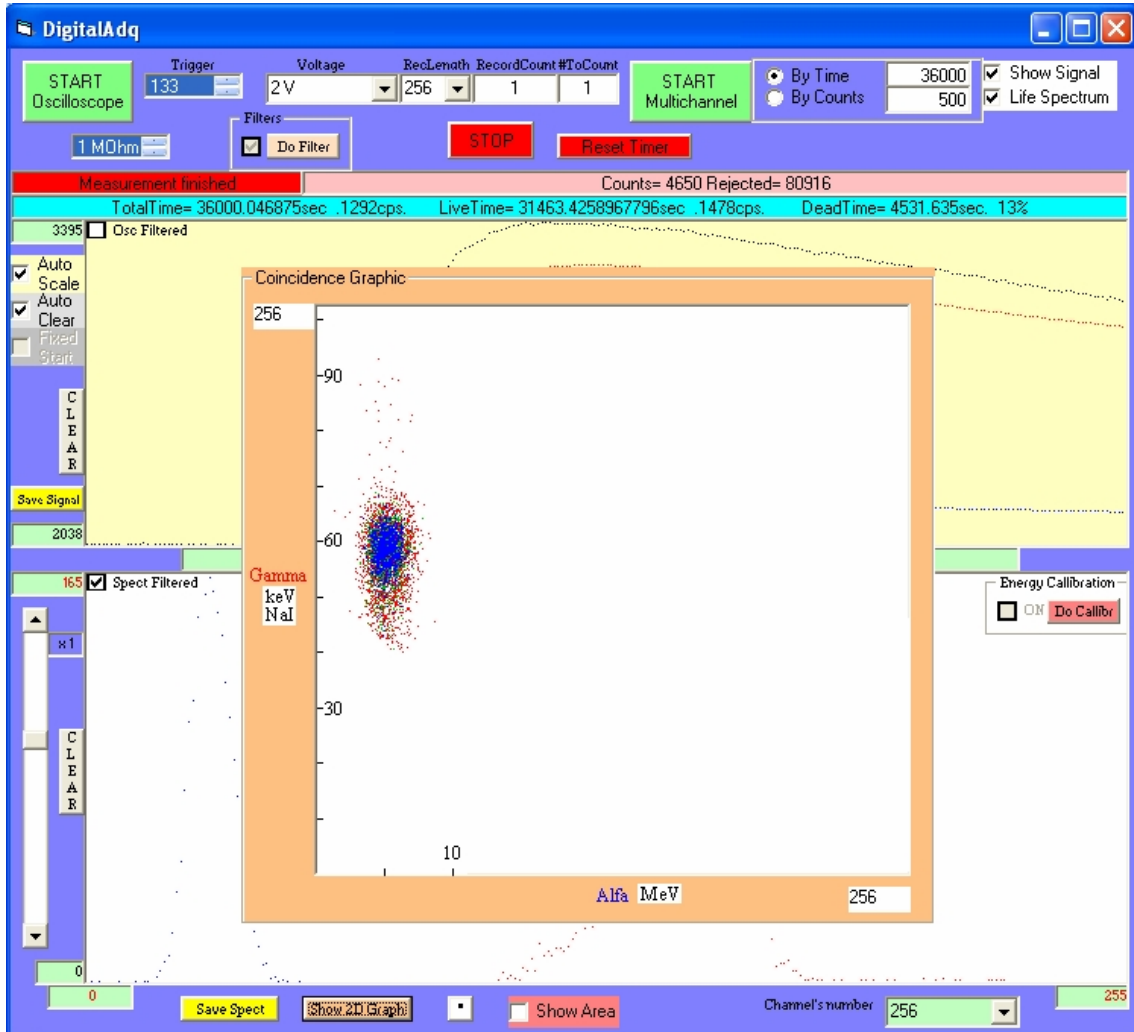 DigitalAdq
START Oscilloscope
Trigger
133
Voltage
2 V
RecLength RecordCount #ToCount
256 1 1
START Multichannel
By Time 36000
By Counts 500
Show Signal
Life Spectrum
1 MOhm
Filters
Do Filter
STOP
Reset Timer
Measurement finished
Counts= 4650 Rejected= 80916
TotalTime= 36000.046875sec .1292cps. LiveTime= 31463.4258967796sec .1478cps. DeadTime= 4531.635sec. 13%
3395
Osc Filtered
Auto
Scale
Auto
Clear
Fixed
Start
CLEAR
Save Signal
2038
Coincidence Graphic
256
90
60
30
Gamma
keV
NaI
10
Alfa MeV
256
165
Spect Filtered
x1
CLEAR
0
0
Energy Callibration
ON Do Callibr
Save Spect
Show 2D Graph
Show Area
Channel's number
256
255